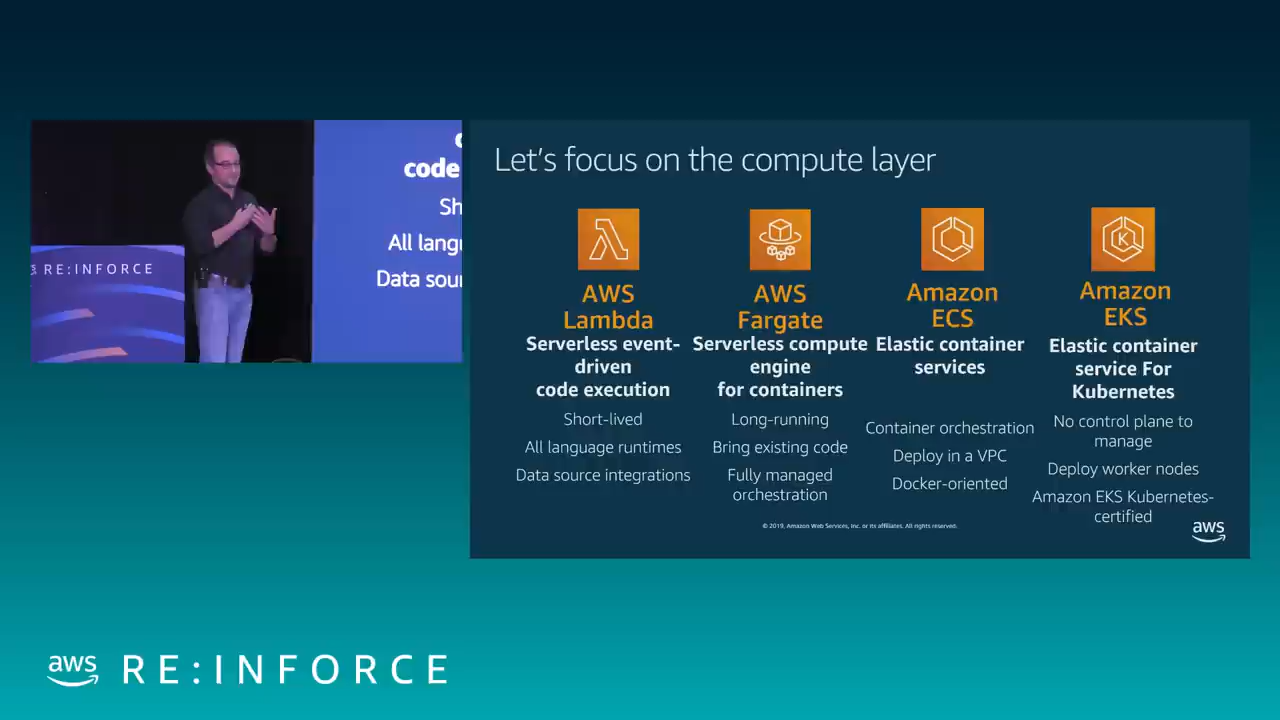 code
Sh
All langu
Data sour
RE:INFORCE
Let's focus on the compute layer
AWS
Lambda
Serverless event-
driven
code execution
Short-lived
All language runtimes
Data source integrations
AWS
Fargate
Serverless compute
engine
for containers
Long-running
Bring existing code
Fully managed
orchestration
Amazon
ECS
Elastic container
services
Container orchestration
Deploy in a VPC
Docker-oriented
K
Amazon
EKS
Elastic container
service For
Kubernetes
No control plane to
manage
Deploy worker nodes
Amazon EKS Kubernetes-
certified
© 2019, Amazon Web Services, Inc. or its affiliates. All rights reserved.
aws
aws RE:INFORCE